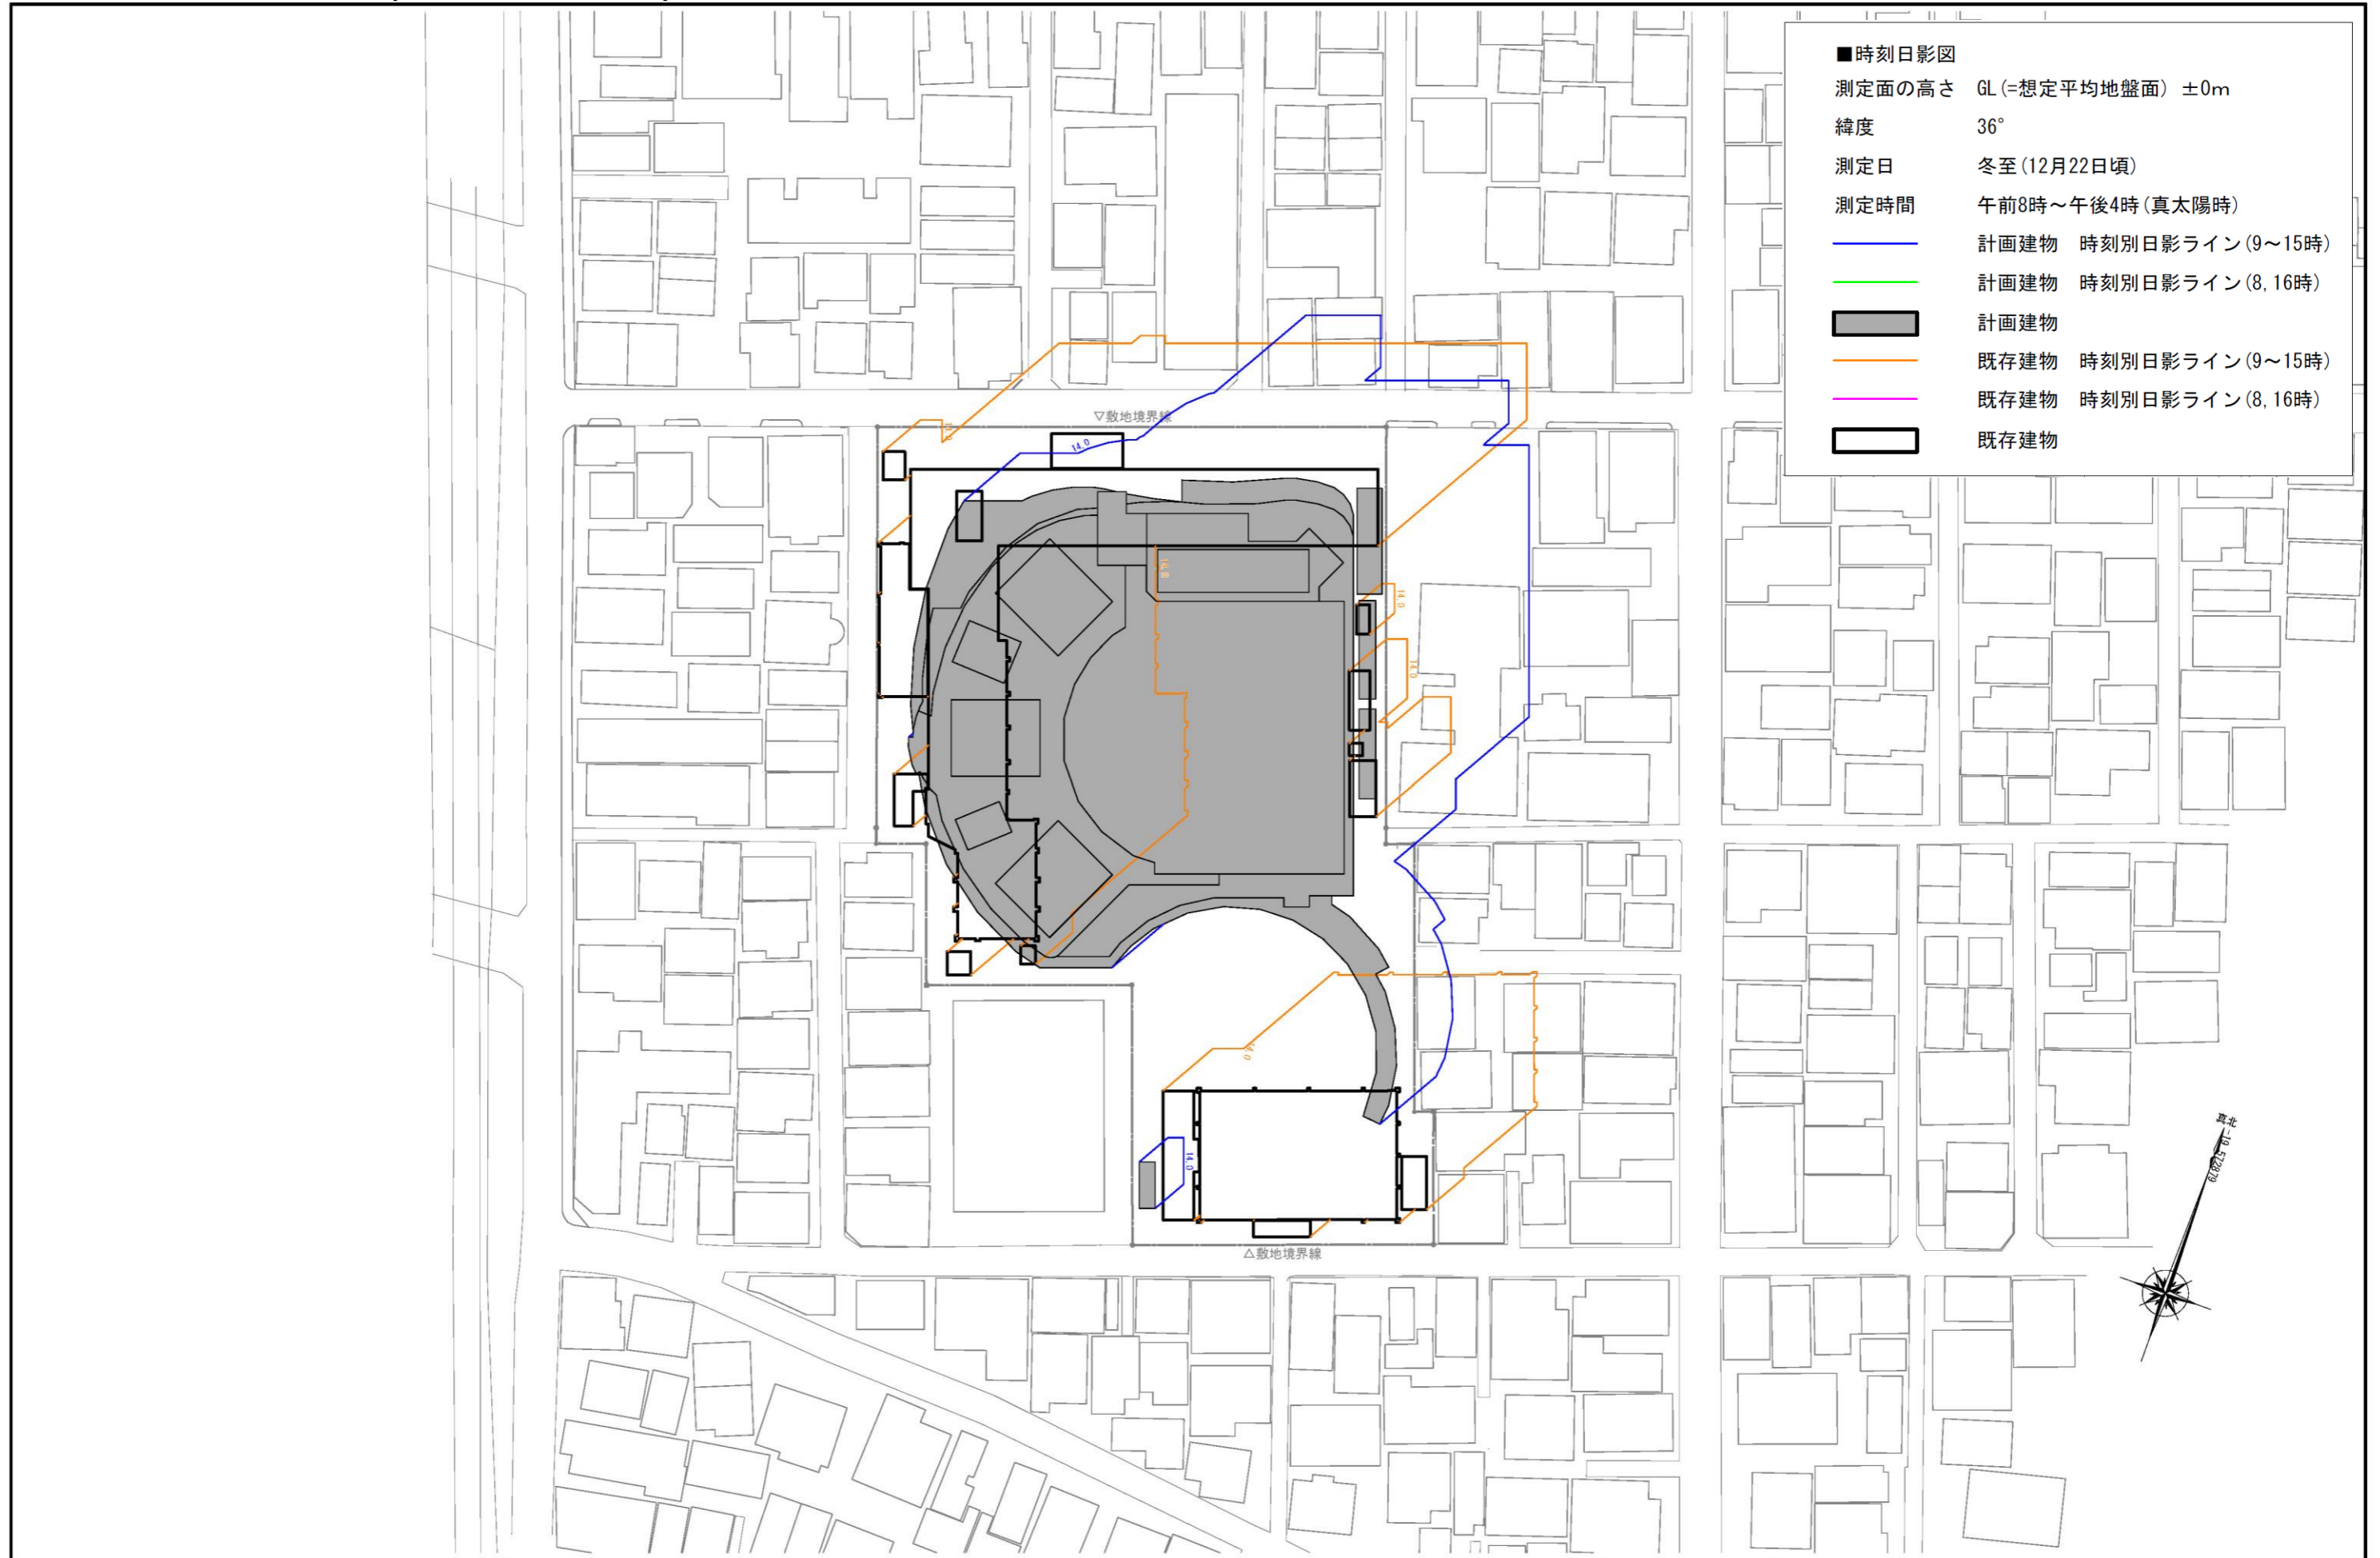 ■時刻日影図
測定面の高さ GL(=想定平均地盤面) ±0m
緯度 36°
測定日 冬至(12月22日頃)
測定時間 午前8時～午後4時(真太陽時)
計画建物 時刻別日影ライン(9～15時)
計画建物 時刻別日影ライン(8,16時)
計画建物
既存建物 時刻別日影ライン(9～15時)
既存建物 時刻別日影ライン(8,16時)
既存建物
▽敷地境界線
14.0
14.0
14.0
14.0
14.0
△敷地境界線
真北-19.572879